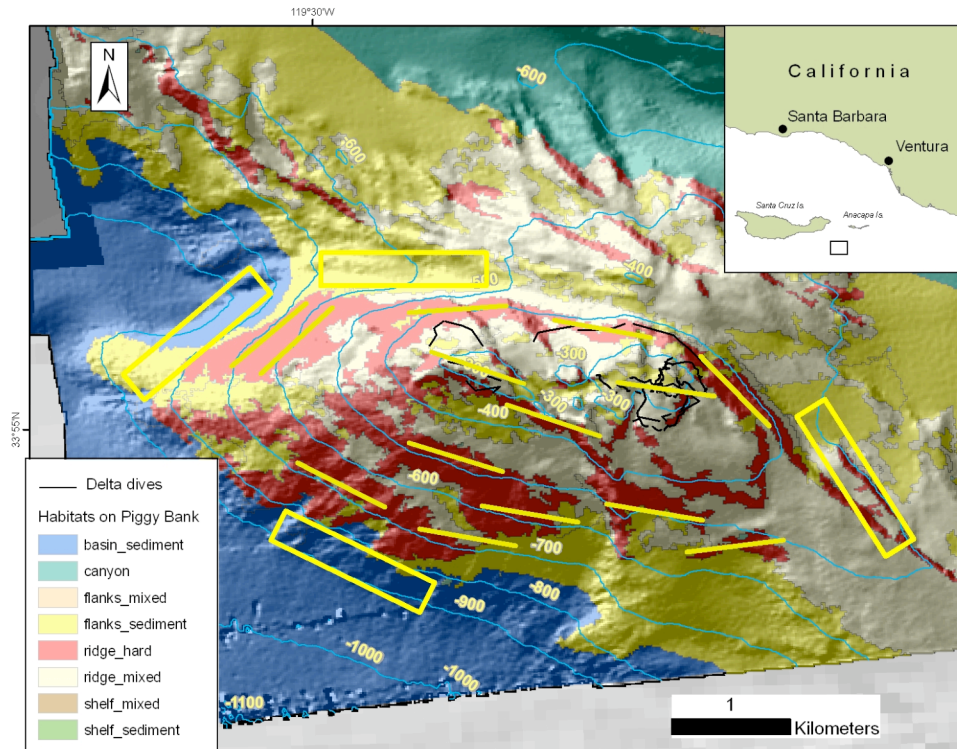 119°30'W
N
-600
California
Santa Barbara
Ventura
Santa Cruz Is.
Anacapa Is.
-600
-400
-500
-300
-300
-300
-300
-400
33°55'N
-600
-700
-800
-900
-1000
-1000
-1100
Delta dives
Habitats on Piggy Bank
basin_sediment
canyon
flanks_mixed
flanks_sediment
ridge_hard
ridge_mixed
shelf_mixed
shelf_sediment
1
Kilometers